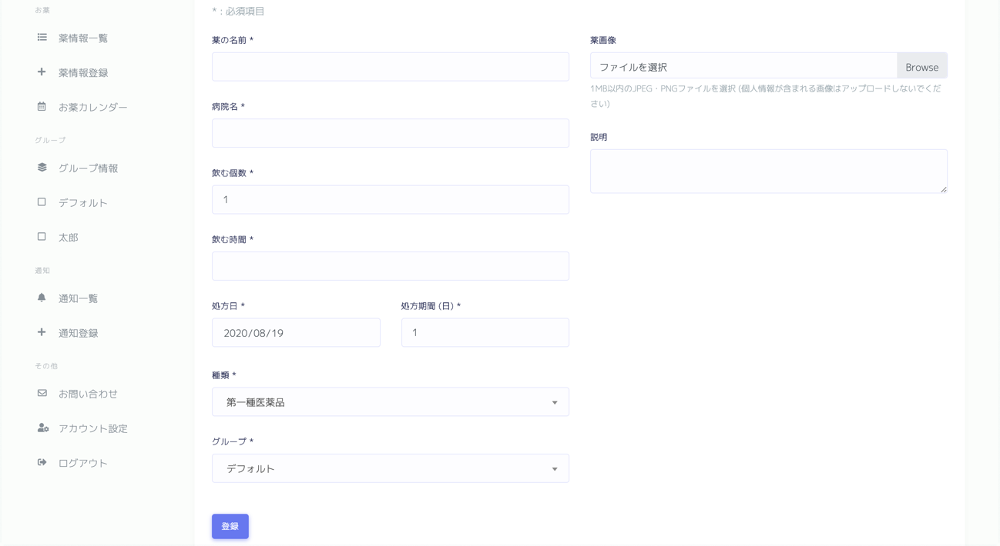 お薬
薬情報一覧
薬情報登録
お薬カレンダー
グループ
グループ情報
デフォルト
太郎
通知
通知一覧
通知登録
その他
お問い合わせ
アカウント設定
ログアウト
* : 必須項目
薬の名前 *
病院名 *
飲む個数 *
1
飲む時間 *
処方日 * 処方期間 (日) *
2020/08/19 1
種類 *
第一種医薬品
グループ *
デフォルト
登録
薬画像
ファイルを選択 Browse
1MB以内のJPEG・PNGファイルを選択 (個人情報が含まれる画像はアップロードしないでくだ
さい)
説明